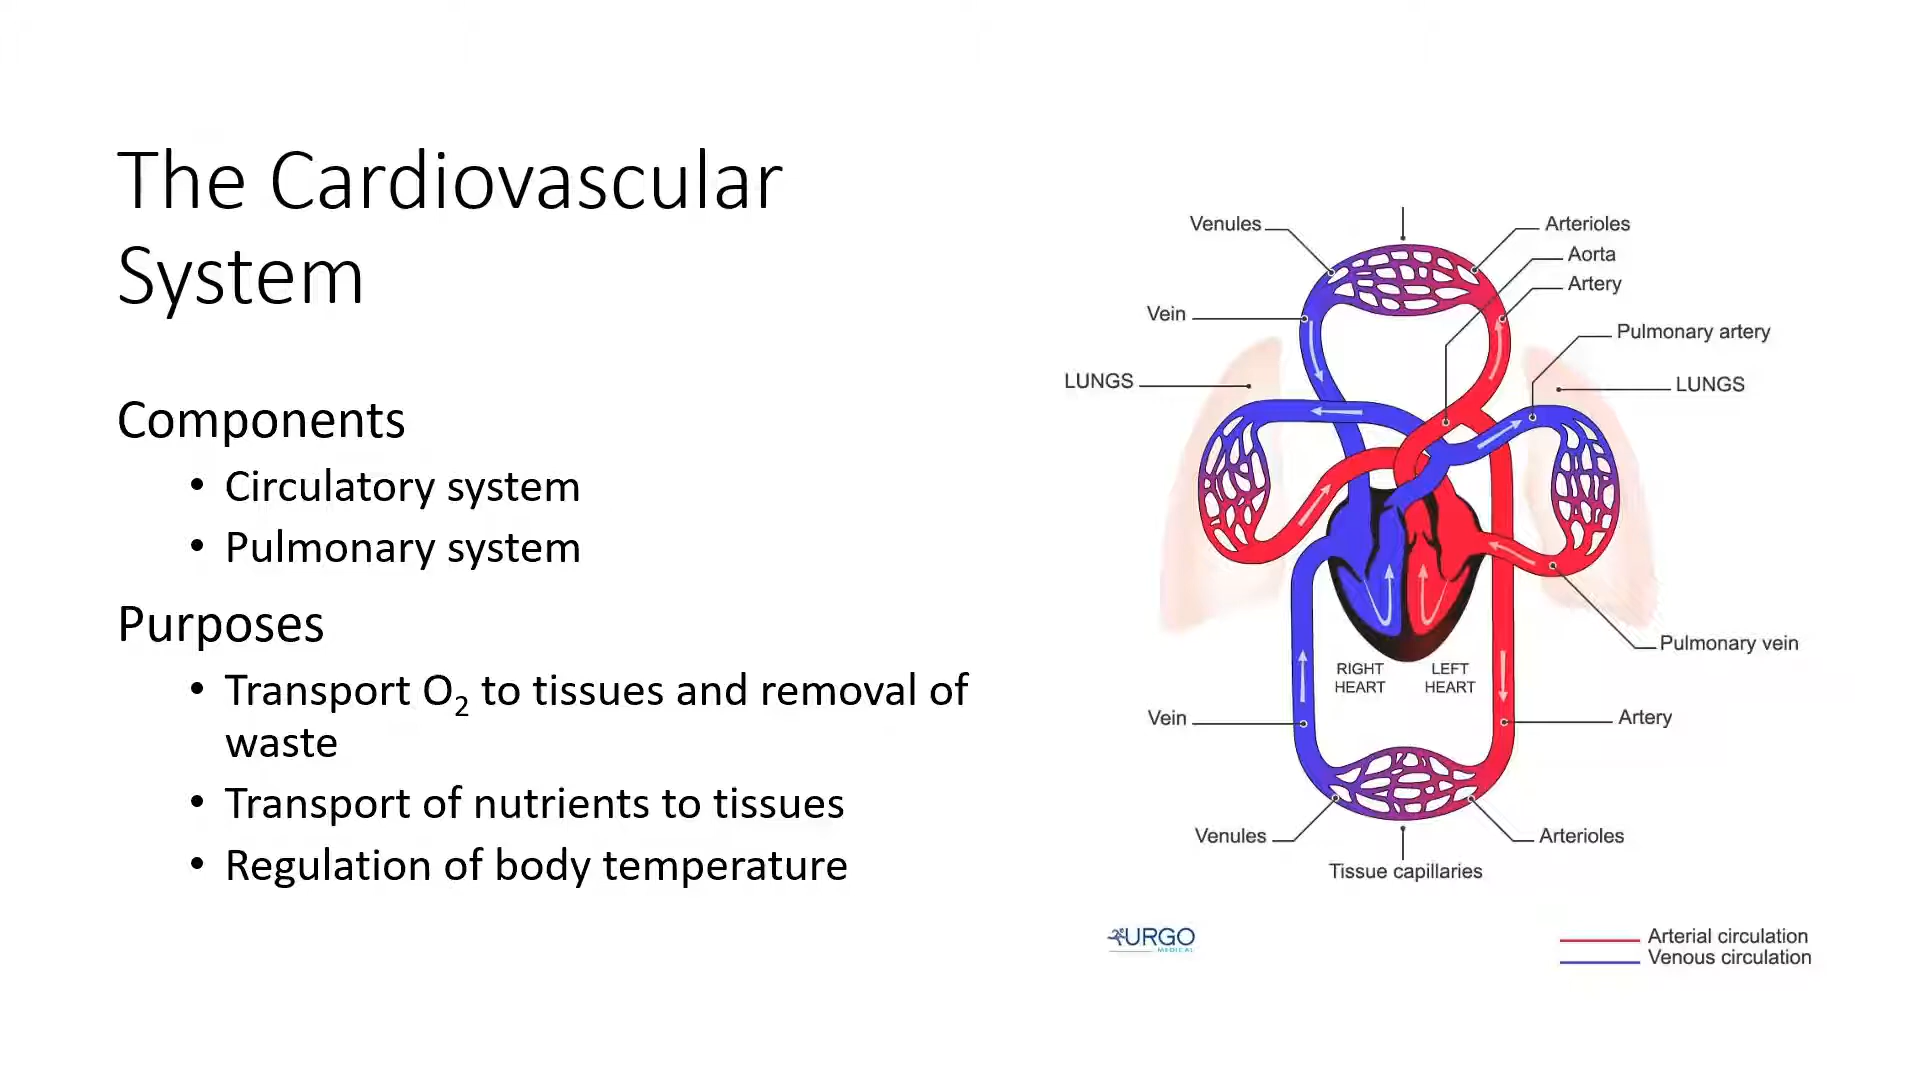 The Cardiovascular
System
Components
• Circulatory system
• Pulmonary system
Purposes
• Transport O₂ to tissues and removal of
waste
• Transport of nutrients to tissues
• Regulation of body temperature
Venules
Arterioles
Aorta
Artery
Vein
Pulmonary artery
LUNGS
LUNGS
Pulmonary vein
RIGHT
HEART
LEFT
HEART
Vein
Artery
Venules
Arterioles
Tissue capillaries
URGO
MEDICAL
Arterial circulation
Venous circulation